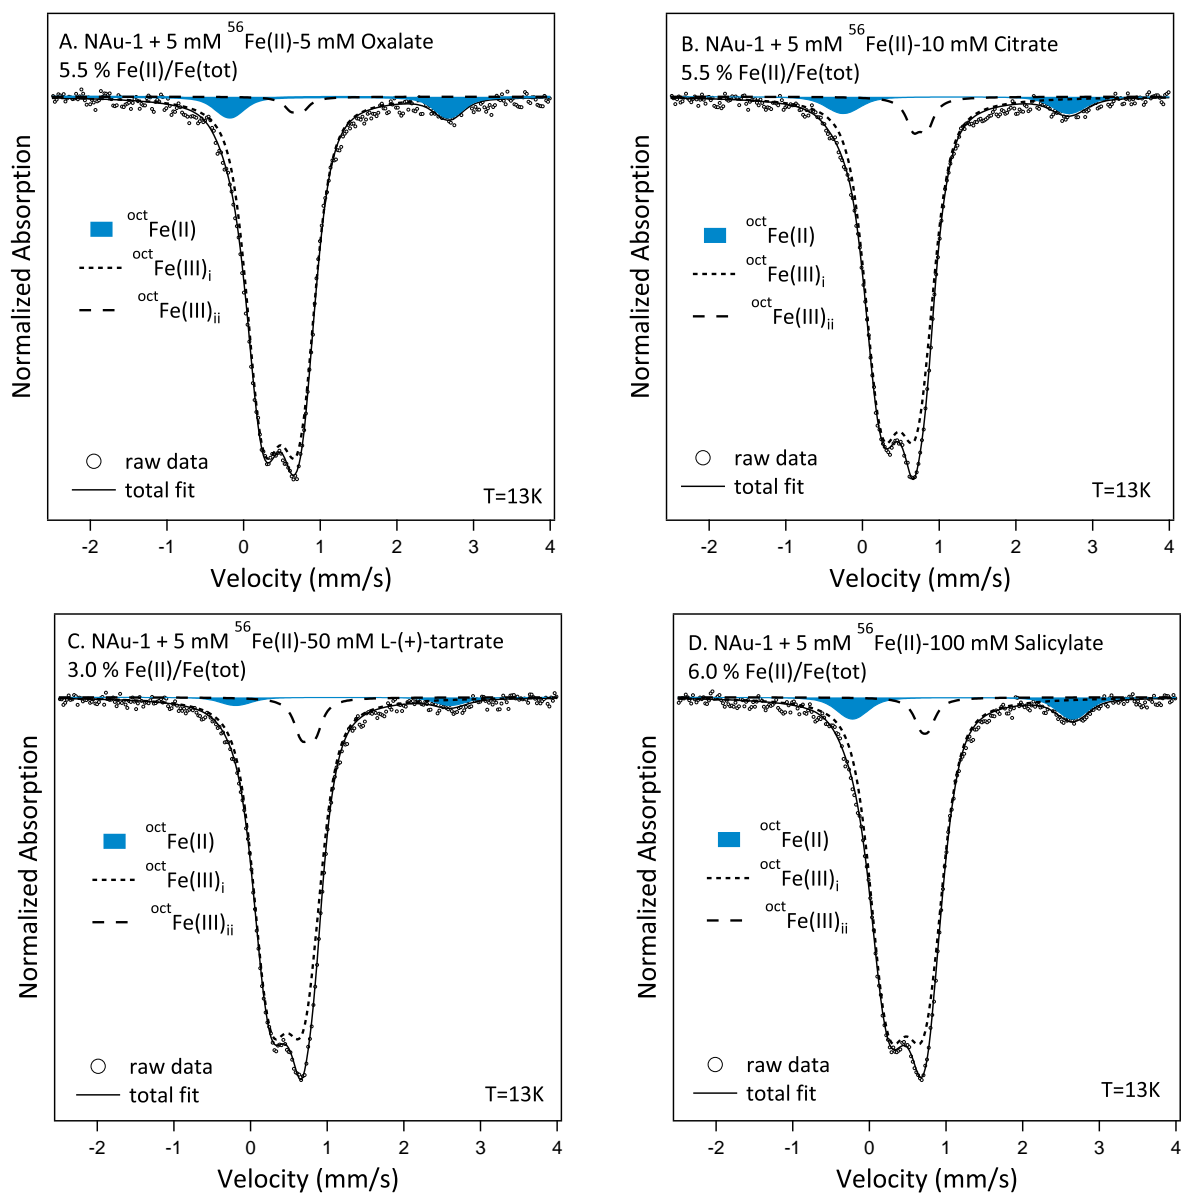 A. NAu-1 + 5 mM ⁵⁶Fe(II)-5 mM Oxalate
5.5 % Fe(II)/Fe(tot)
Normalized Absorption
ᵒᶜᵗFe(II)
ᵒᶜᵗFe(III)ᵢ
ᵒᶜᵗFe(III)ᵢᵢ
raw data
total fit
T=13K
-2 -1 0 1 2 3 4
Velocity (mm/s)
B. NAu-1 + 5 mM ⁵⁶Fe(II)-10 mM Citrate
5.5 % Fe(II)/Fe(tot)
Normalized Absorption
ᵒᶜᵗFe(II)
ᵒᶜᵗFe(III)ᵢ
ᵒᶜᵗFe(III)ᵢᵢ
raw data
total fit
T=13K
-2 -1 0 1 2 3 4
Velocity (mm/s)
C. NAu-1 + 5 mM ⁵⁶Fe(II)-50 mM L-(+)-tartrate
3.0 % Fe(II)/Fe(tot)
Normalized Absorption
ᵒᶜᵗFe(II)
ᵒᶜᵗFe(III)ᵢ
ᵒᶜᵗFe(III)ᵢᵢ
raw data
total fit
T=13K
-2 -1 0 1 2 3 4
Velocity (mm/s)
D. NAu-1 + 5 mM ⁵⁶Fe(II)-100 mM Salicylate
6.0 % Fe(II)/Fe(tot)
Normalized Absorption
ᵒᶜᵗFe(II)
ᵒᶜᵗFe(III)ᵢ
ᵒᶜᵗFe(III)ᵢᵢ
raw data
total fit
T=13K
-2 -1 0 1 2 3 4
Velocity (mm/s)